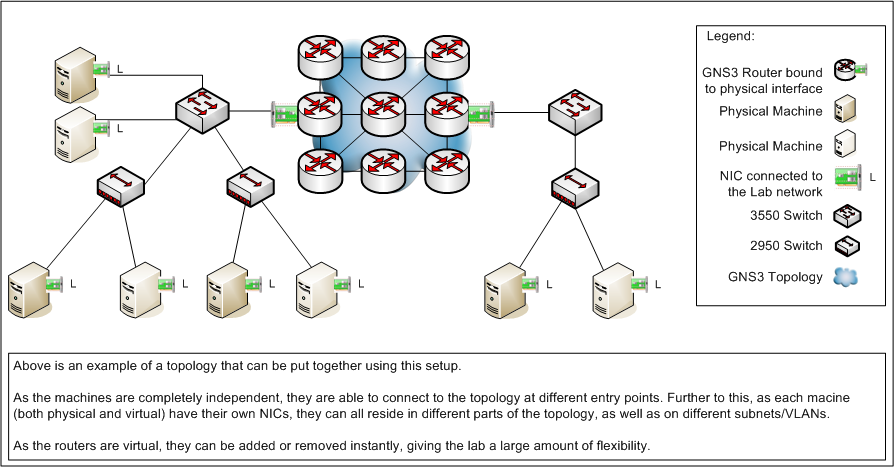 L
L
L
L
L
L
L
L
Legend:
GNS3 Router bound
to physical interface
Physical Machine
Physical Machine
NIC connected to
the Lab network
L
3550 Switch
2950 Switch
GNS3 Topology
Above is an example of a topology that can be put together using this setup.
As the machines are completely independent, they are able to connect to the topology at different entry points. Further to this, as each macine
(both physical and virtual) have their own NICs, they can all reside in different parts of the topology, as well as on different subnets/VLANs.
As the routers are virtual, they can be added or removed instantly, giving the lab a large amount of flexibility.